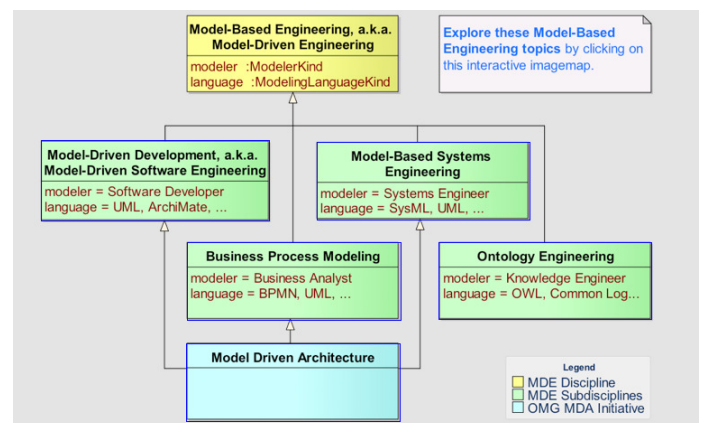 Model-Based Engineering, a.k.a.
Model-Driven Engineering
modeler :ModelerKind
language :ModelingLanguageKind
Explore these Model-Based
Engineering topics by clicking on
this interactive imagemap.
Model-Driven Development, a.k.a.
Model-Driven Software Engineering
modeler = Software Developer
language = UML, ArchiMate, ...
Model-Based Systems
Engineering
modeler = Systems Engineer
language = SysML, UML, ...
Business Process Modeling
modeler = Business Analyst
language = BPMN, UML, ...
Ontology Engineering
modeler = Knowledge Engineer
language = OWL, Common Log...
Model Driven Architecture
Legend
MDE Discipline
MDE Subdisciplines
OMG MDA Initiative